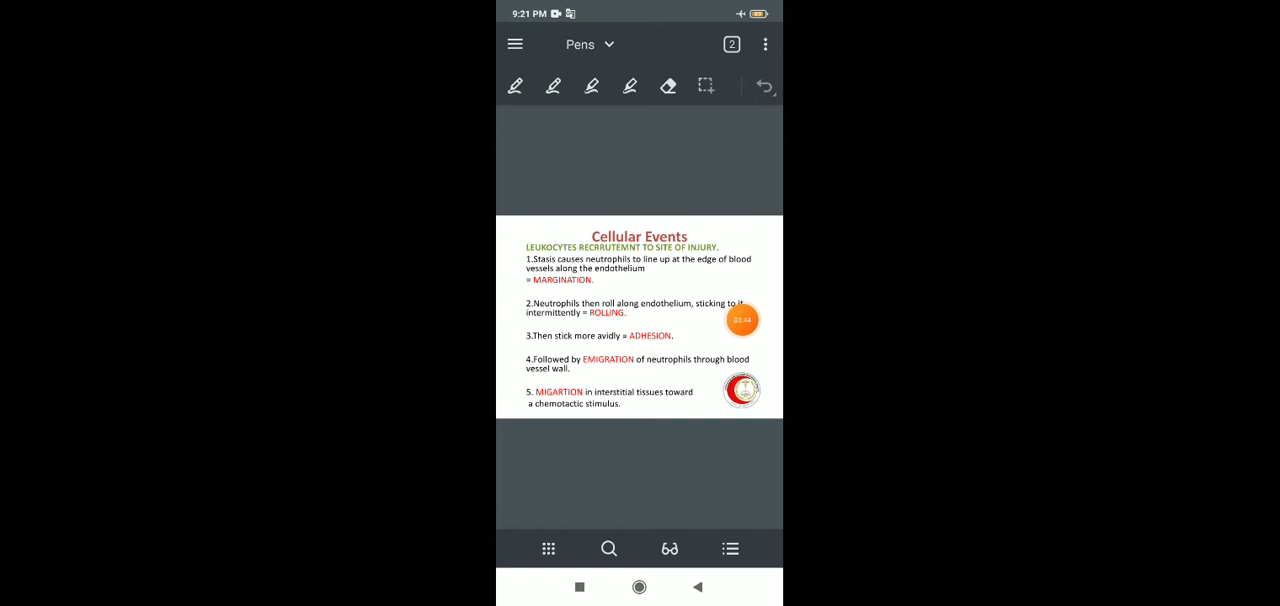 9:21 PM
Pens
2
Cellular Events
LEUKOCYTES RECRRUTEMNT TO SITE OF INJURY.
1.Stasis causes neutrophils to line up at the edge of blood
vessels along the endothelium
= MARGINATION.
2.Neutrophils then roll along endothelium, sticking to it
intermittently = ROLLING.
03:44
3.Then stick more avidly = ADHESION.
4.Followed by EMIGRATION of neutrophils through blood
vessel wall.
5. MIGARTION in interstitial tissues toward
a chemotactic stimulus.